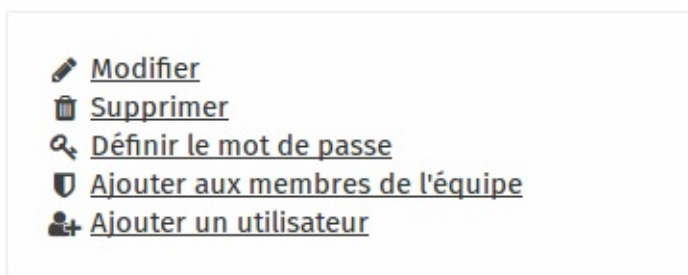 Modifier
Supprimer
Définir le mot de passe
Ajouter aux membres de l'équipe
Ajouter un utilisateur